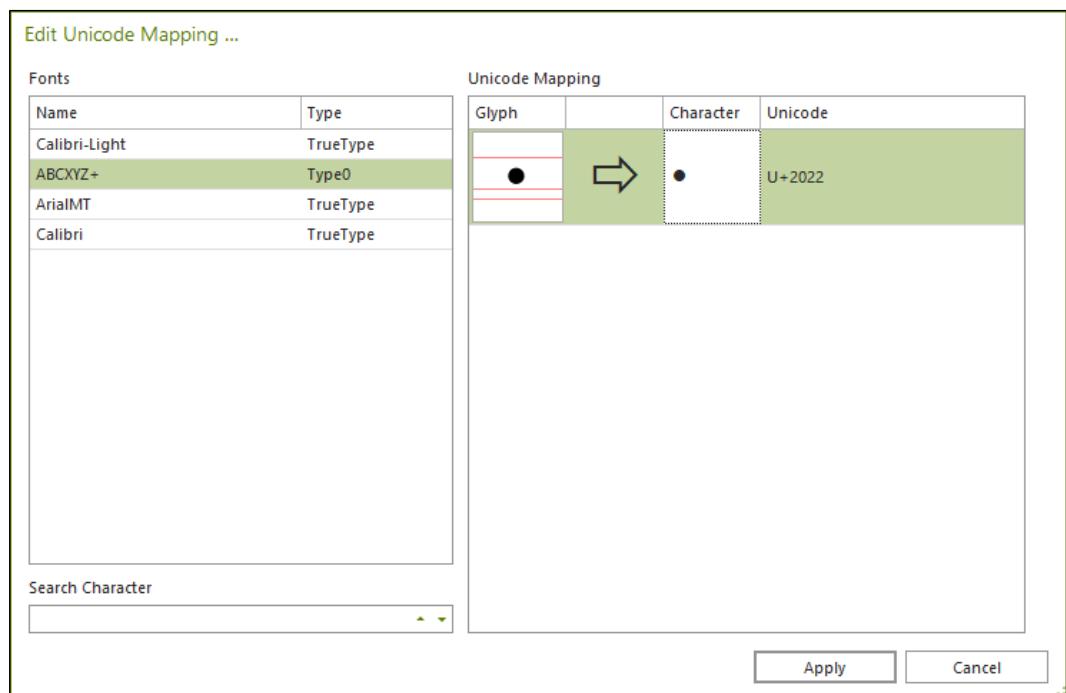 Edit Unicode Mapping ...
Fonts
Name Type
Calibri-Light TrueType
ABCXYZ+ Type0
ArialMT TrueType
Calibri TrueType
Search Character
Unicode Mapping
Glyph Character Unicode
● ⇨ • U+2022
Apply Cancel